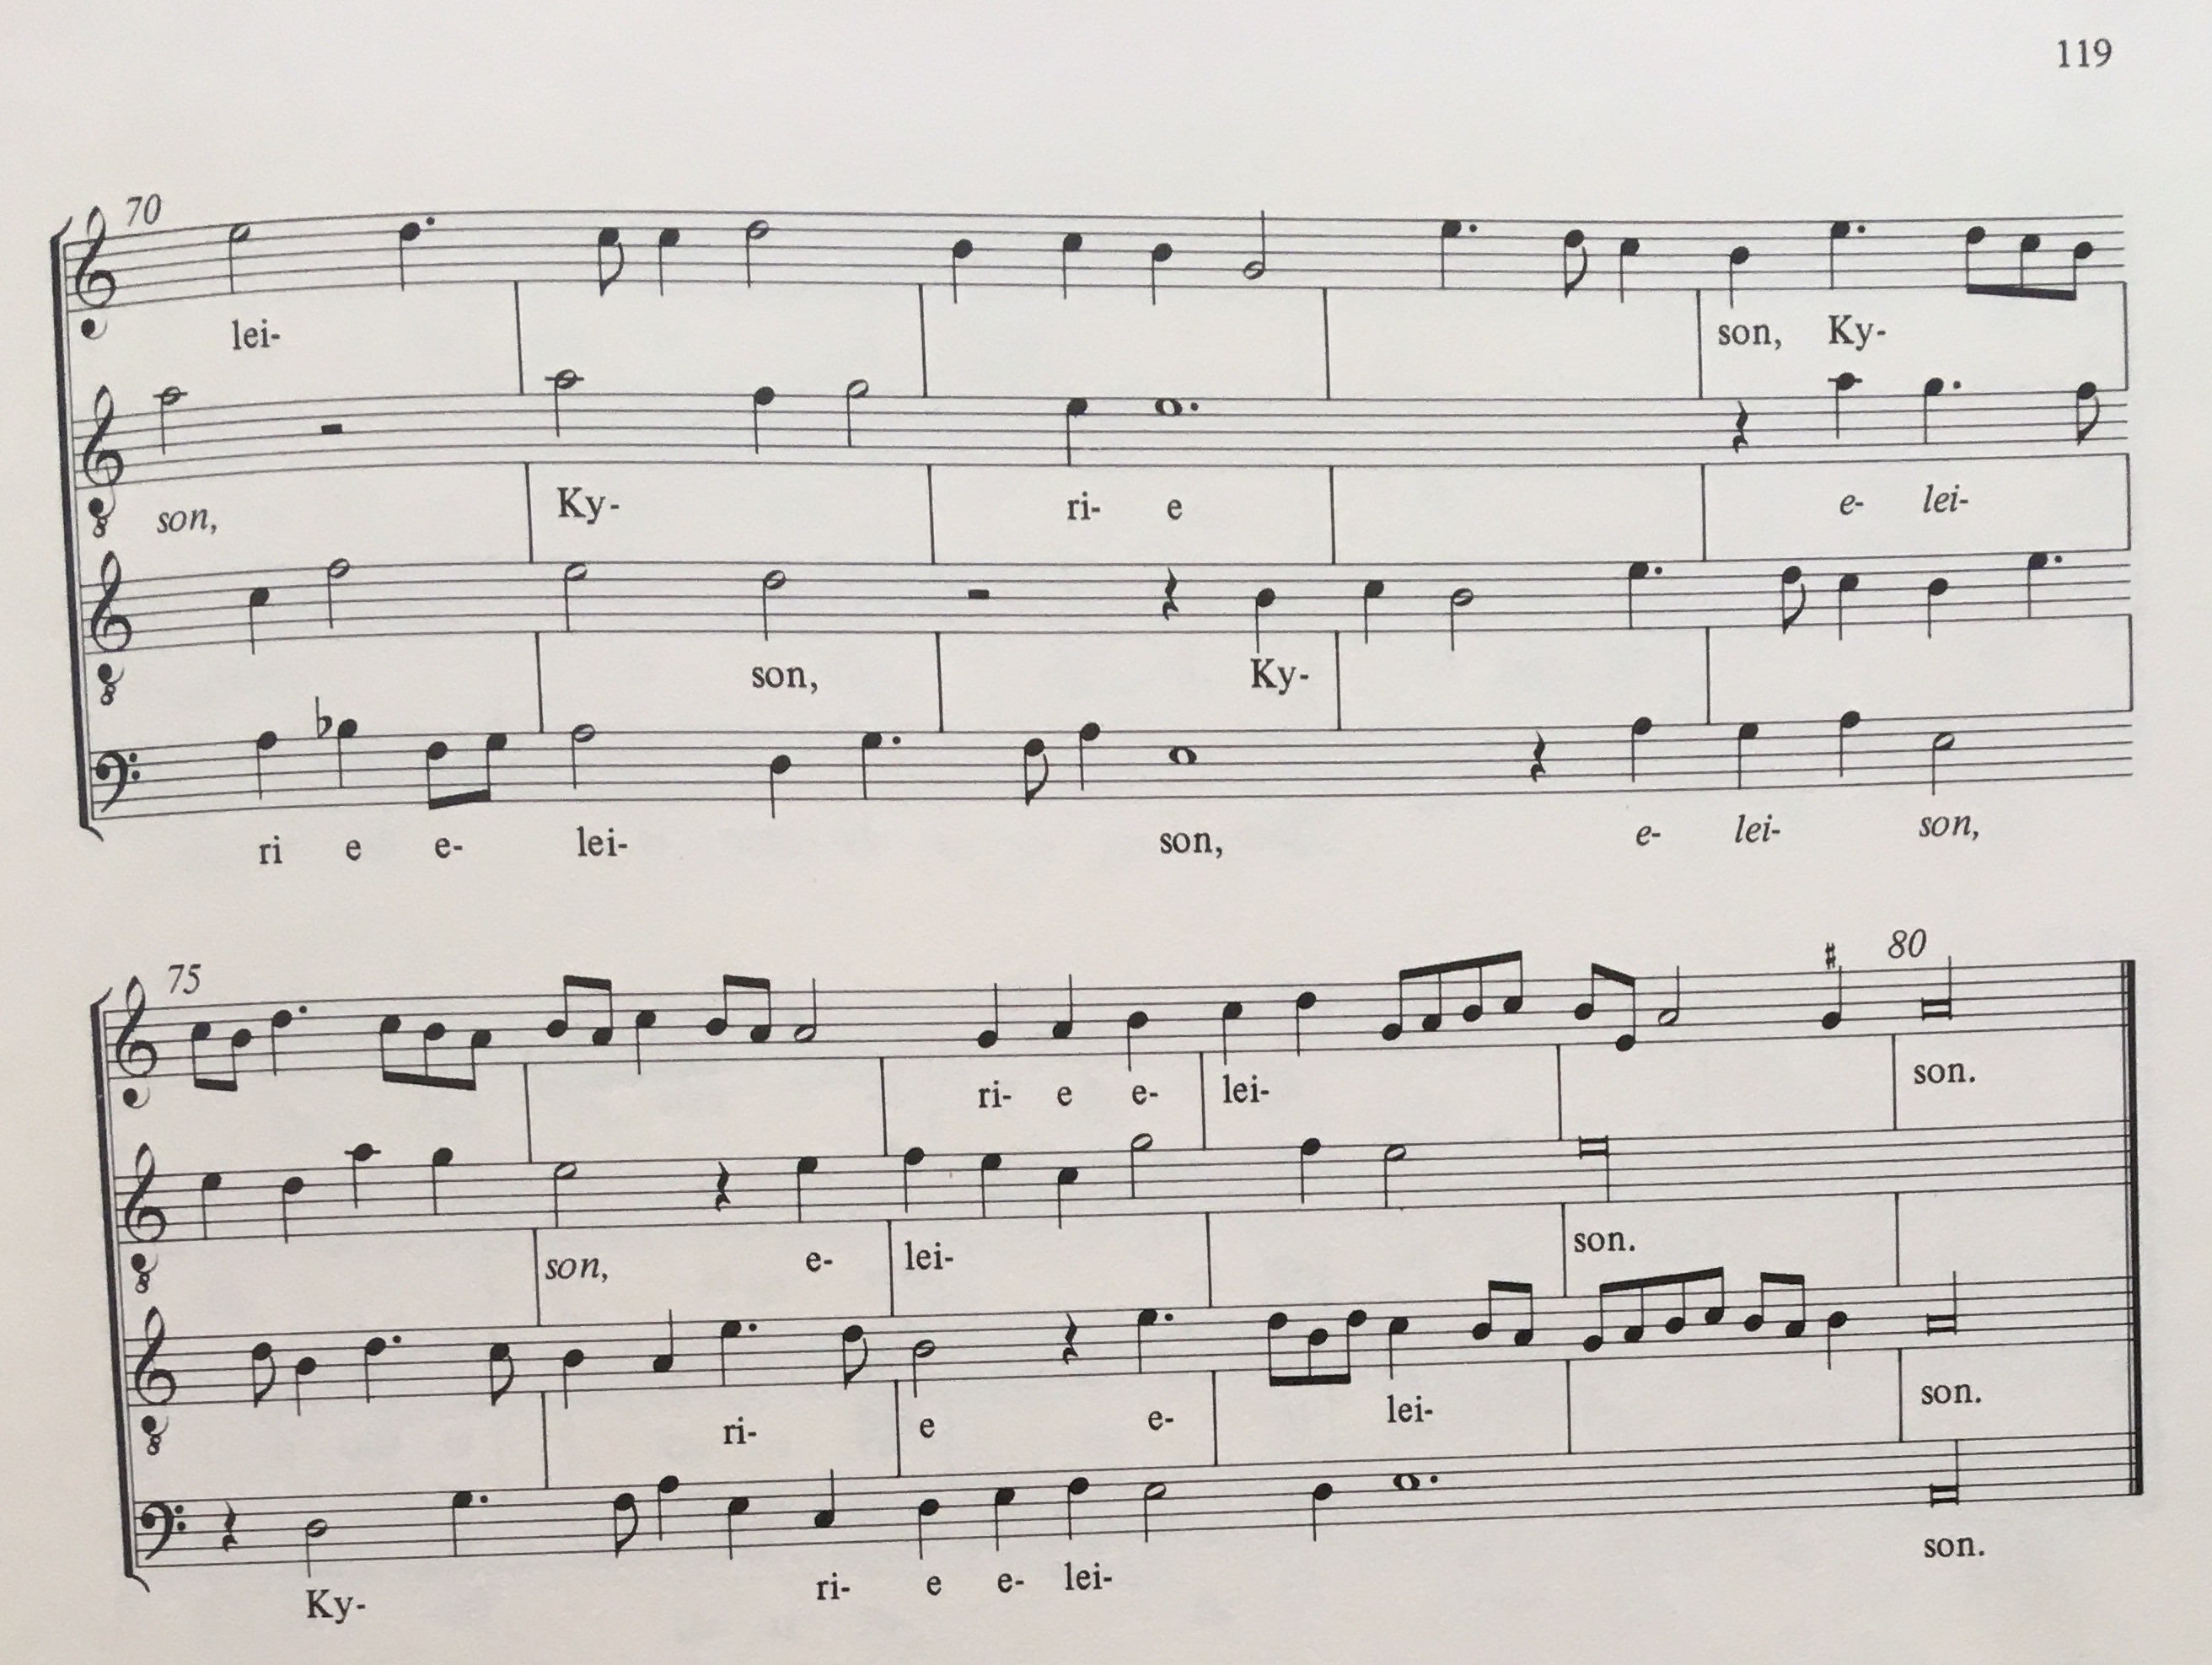 119
70
lei- son, Ky-
son, Ky- ri- e e- lei-
son, Ky-
ri e e- lei- son, e- lei- son,
75 80
ri- e e- lei- son.
son, e- lei- son.
ri- e e- lei- son.
Ky- ri- e e- lei- son.